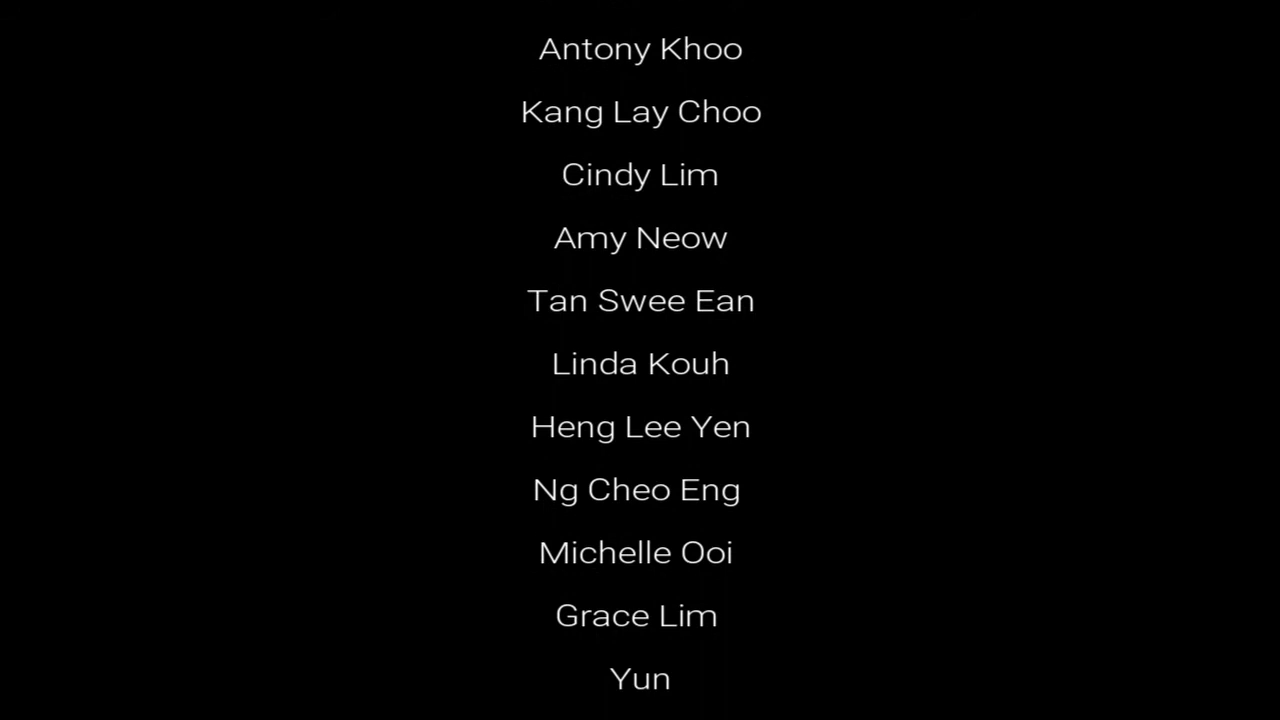 Antony Khoo
Kang Lay Choo
Cindy Lim
Amy Neow
Tan Swee Ean
Linda Kouh
Heng Lee Yen
Ng Cheo Eng
Michelle Ooi
Grace Lim
Yun